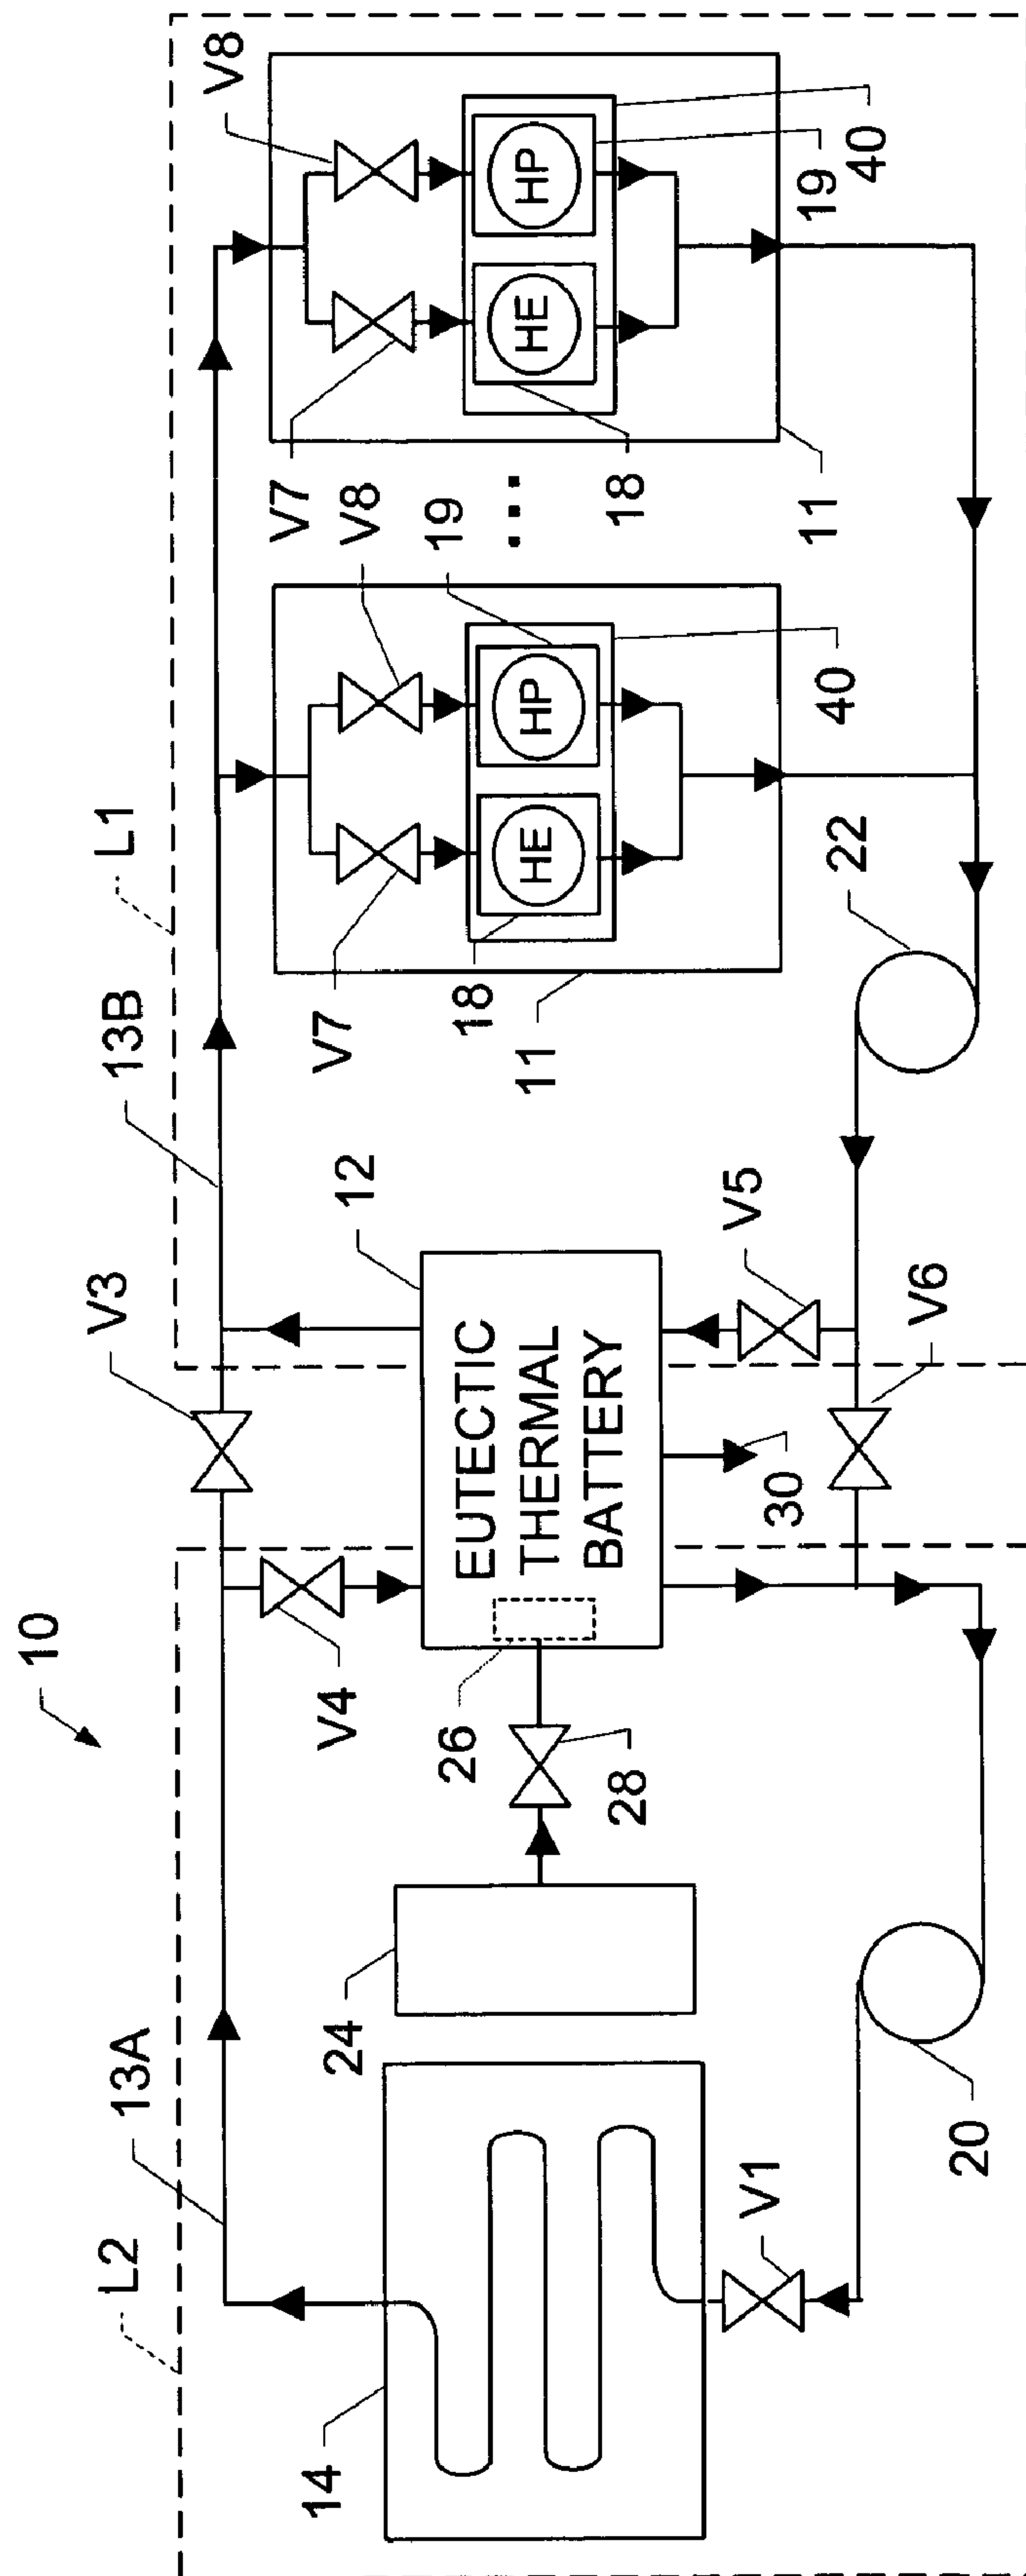 10
L2
13A
V3
13B
L1
V8
14
24
V4
26
28
EUTECTIC
THERMAL
BATTERY
12
30
V1
20
V5
V6
22
V7
V8
19
HE
HP
18
11
40
...
V7
HE
HP
18
11
19
40